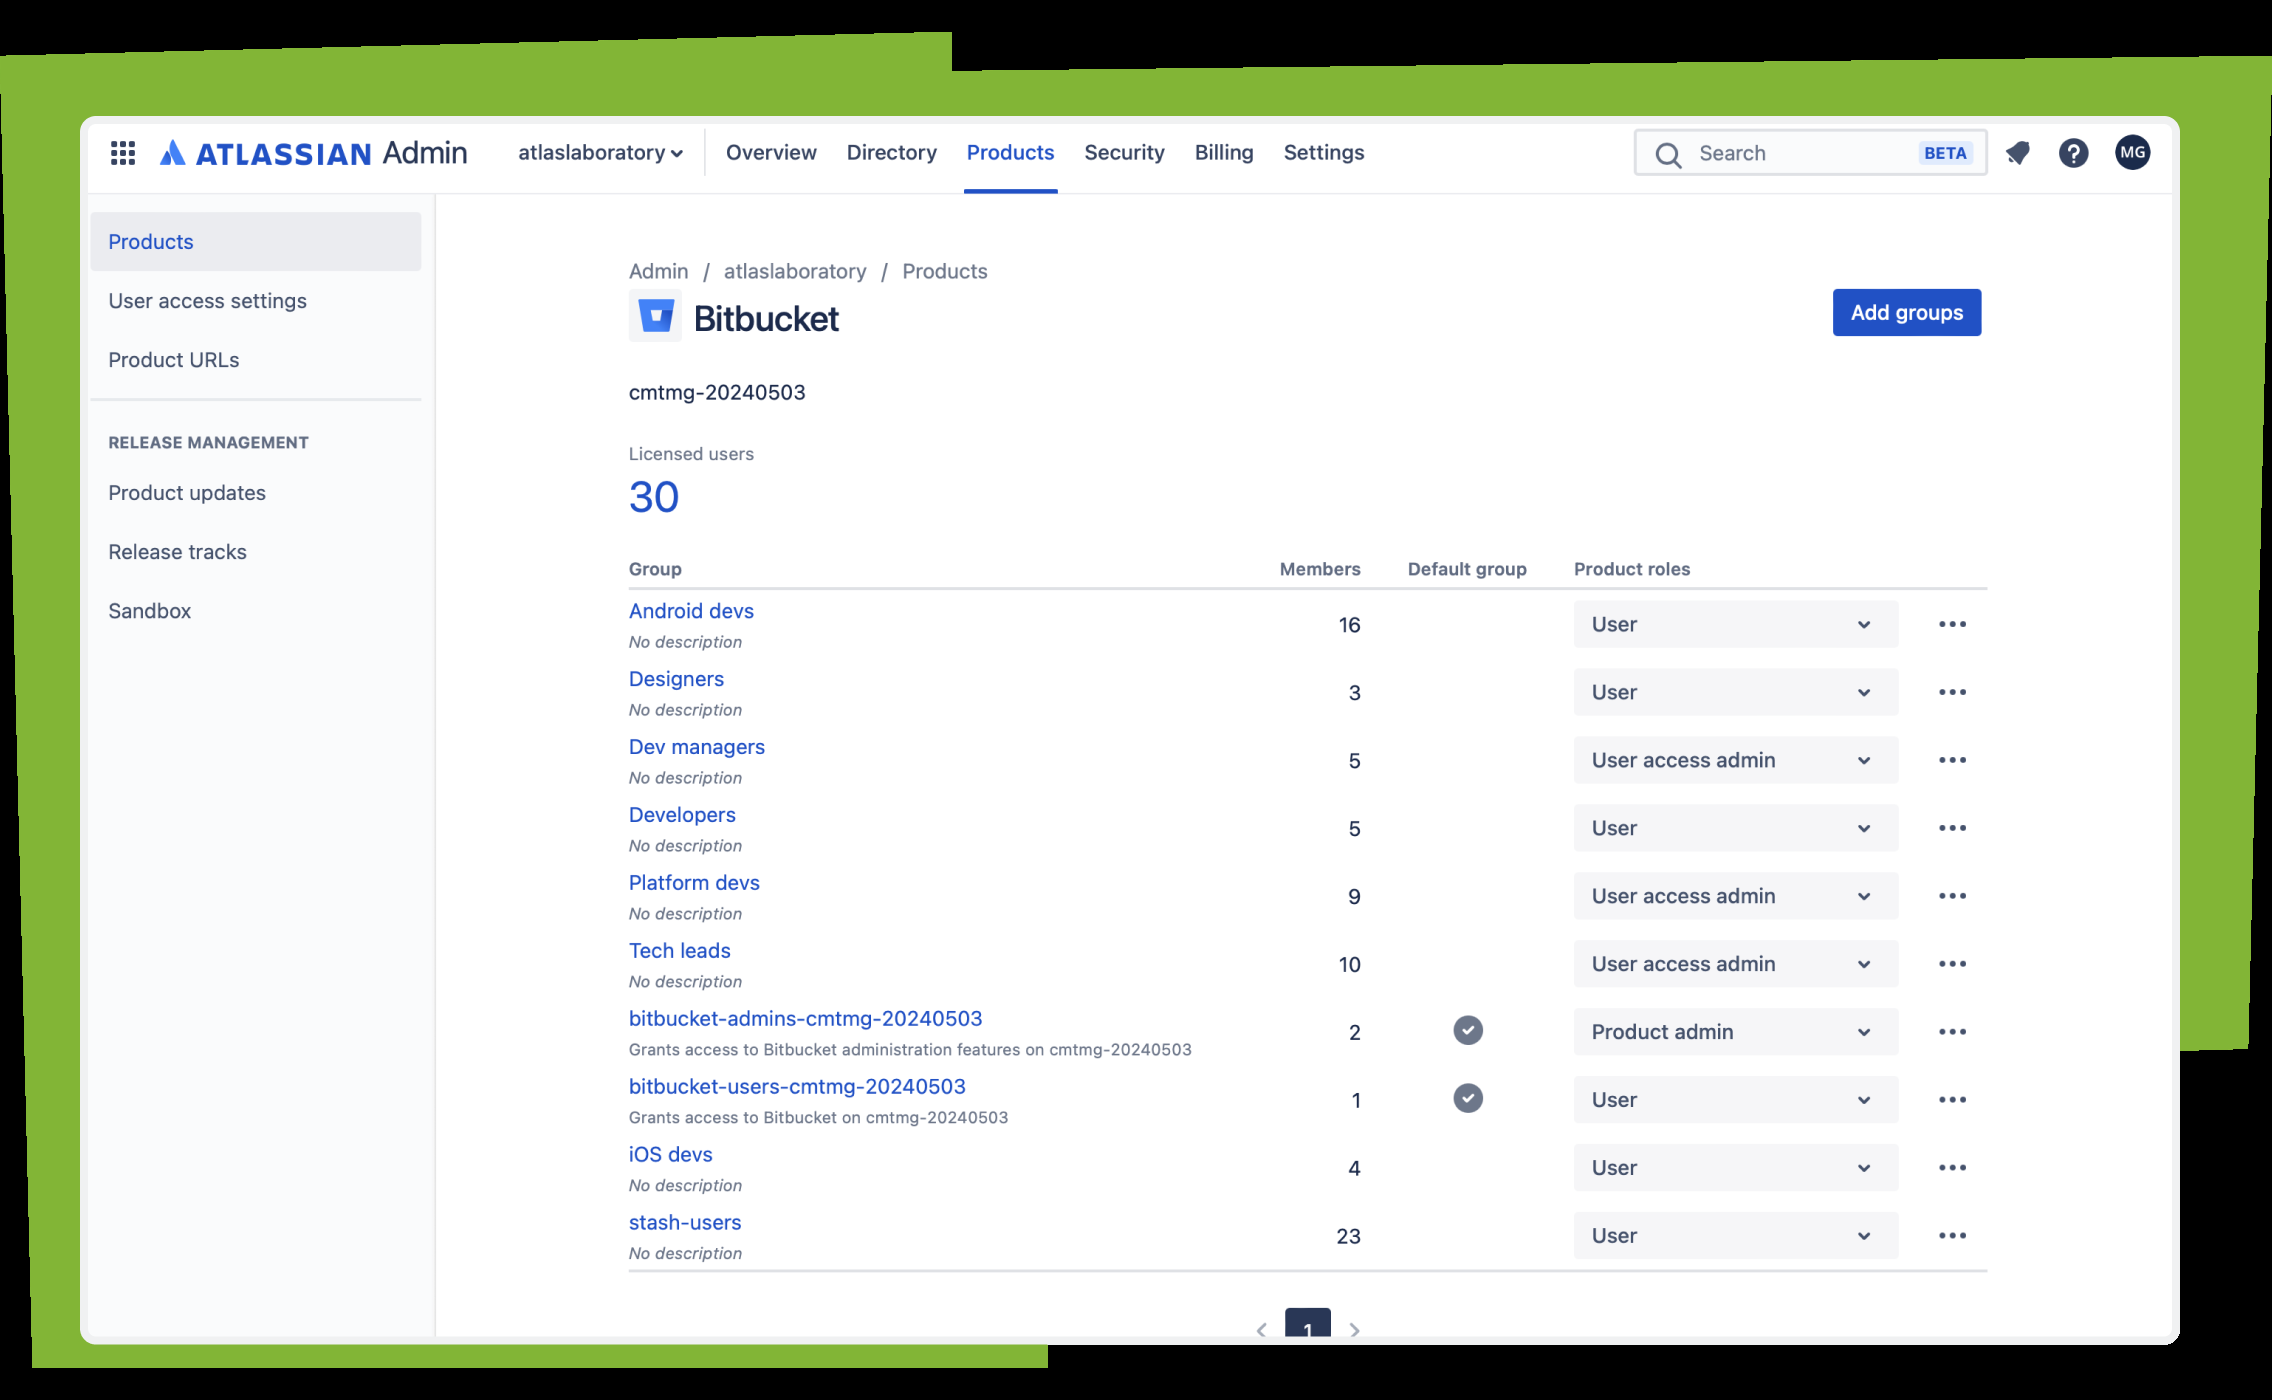 ATLASSIAN Admin
atlaslaboratory
Overview
Directory
Products
Security
Billing
Settings
Search
BETA
?
MG
Products
User access settings
Product URLs
RELEASE MANAGEMENT
Product updates
Release tracks
Sandbox
Admin / atlaslaboratory / Products
Bitbucket
Add groups
cmtmg-20240503
Licensed users
30
Group Members Default group Product roles
Android devs
No description
16
User
Designers
No description
3
User
Dev managers
No description
5
User access admin
Developers
No description
5
User
Platform devs
No description
9
User access admin
Tech leads
No description
10
User access admin
bitbucket-admins-cmtmg-20240503
Grants access to Bitbucket administration features on cmtmg-20240503
2
Product admin
bitbucket-users-cmtmg-20240503
Grants access to Bitbucket on cmtmg-20240503
1
User
iOS devs
No description
4
User
stash-users
No description
23
User
1